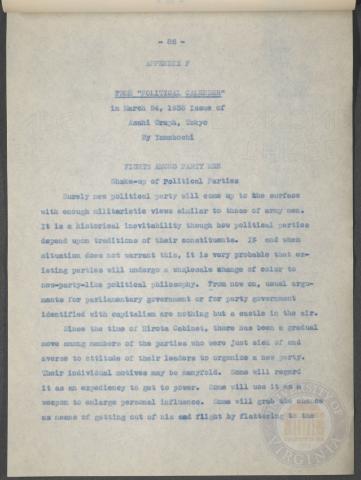 - 86 -
APPENDIX F
FROM "POLITICAL CALENDER"
in March 24, 1938 Issue of
Asahi Graph, Tokyo
By Yamabochi
FIGHTS AMONG PARTY MEN
Shake-up of Political Parties
Surely new political party will come up to the surface
with enough militaristic views similar to those of army men.
It is a historical inevitability though how political parties
depend upon traditions of their constituents. If and when
situation does not warrant this, it is very probable that ex-
isting parties will undergo a wholesale change of color to
new-party-like political philosophy. From now on, usual argu-
ments for parliamentary government or for party government
identified with capitalism are nothing but a castle in the air.
Since the time of Hirota Cabinet, there has been a gradual
move among members of the parties who were just sick of and
averse to attitude of their leaders to organize a new party.
Their individual motives may be manyfold. Some will regard
it as an expediency to get to power. Some will use it as a
weapon to enlarge personal influence. Some will grab the chance
as means of getting out of his sad flight by flattering to the
VIRGINIA